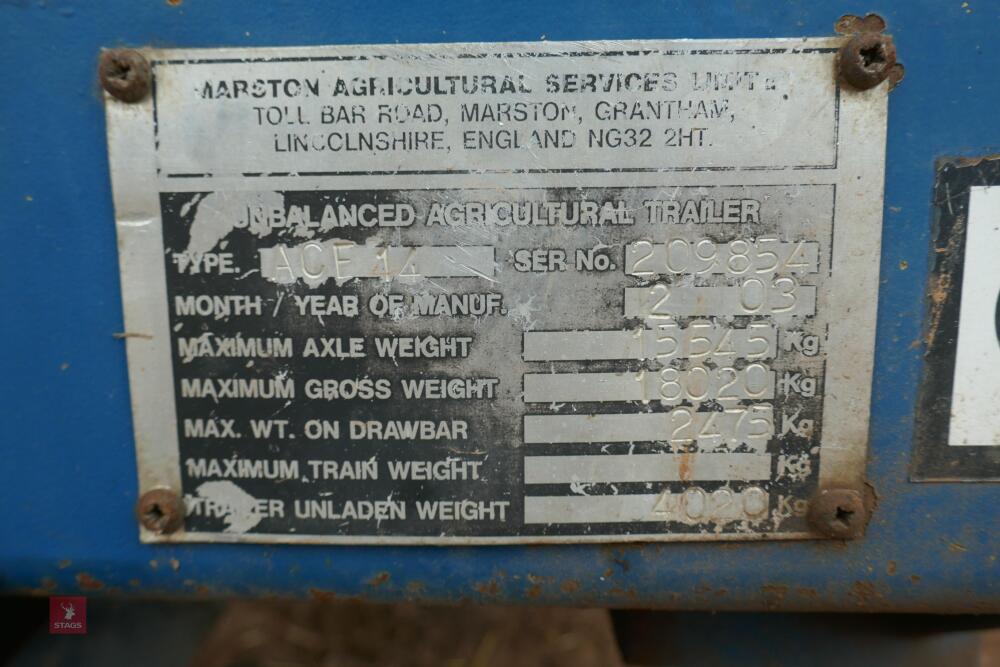 MARSTON AGRICULTURAL SERVICES LIMITE
TOLL BAR ROAD, MARSTON, GRANTHAM,
LINCOLNSHIRE, ENGLAND NG32 2HT.
UNBALANCED AGRICULTURAL TRAILER
TYPE. ACE 14 SER No. 209854
MONTH / YEAR OF MANUF. 2 03
MAXIMUM AXLE WEIGHT 15545 Kg
MAXIMUM GROSS WEIGHT 18020 Kg
MAX. WT. ON DRAWBAR 2475 Kg
MAXIMUM TRAIN WEIGHT Kg
TRAILER UNLADEN WEIGHT 4020 Kg
STAGS